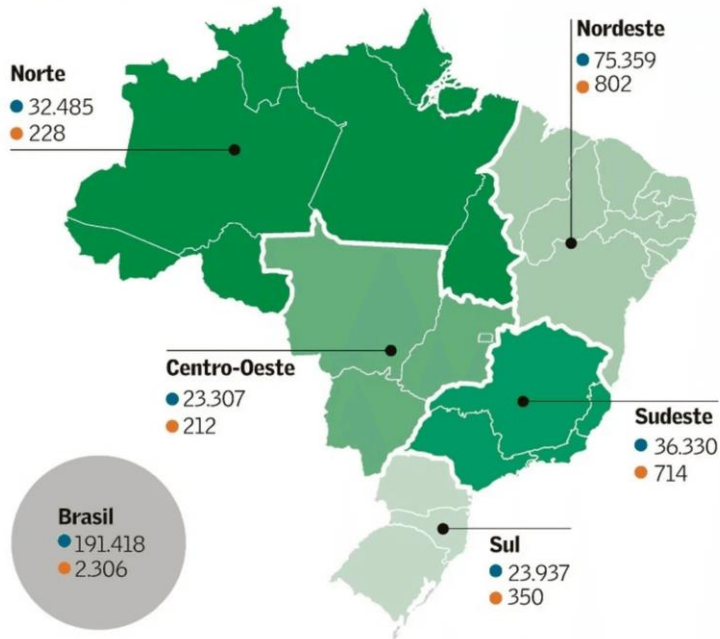 Nordeste
75.359
802
Norte
32.485
228
Centro-Oeste
23.307
212
Sudeste
36.330
714
Brasil
191.418
2.306
Sul
23.937
350